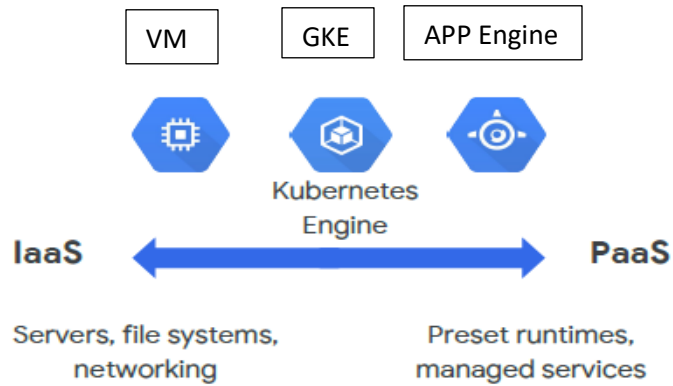 VM
GKE
APP Engine
Kubernetes
Engine
IaaS
PaaS
Servers, file systems,
networking
Preset runtimes,
managed services